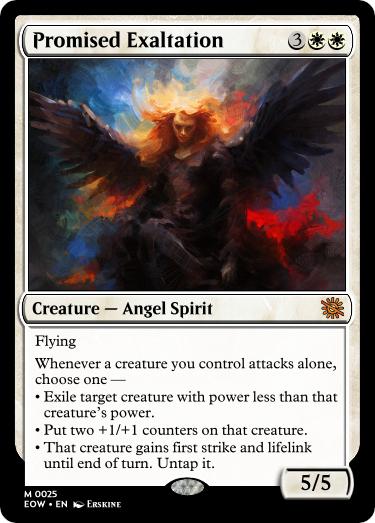 Promised Exaltation 3
Creature — Angel Spirit
Flying
Whenever a creature you control attacks alone,
choose one —
• Exile target creature with power less than that
creature's power.
• Put two +1/+1 counters on that creature.
• That creature gains first strike and lifelink
until end of turn. Untap it.
5/5
M 0025
EOW • EN Erskine